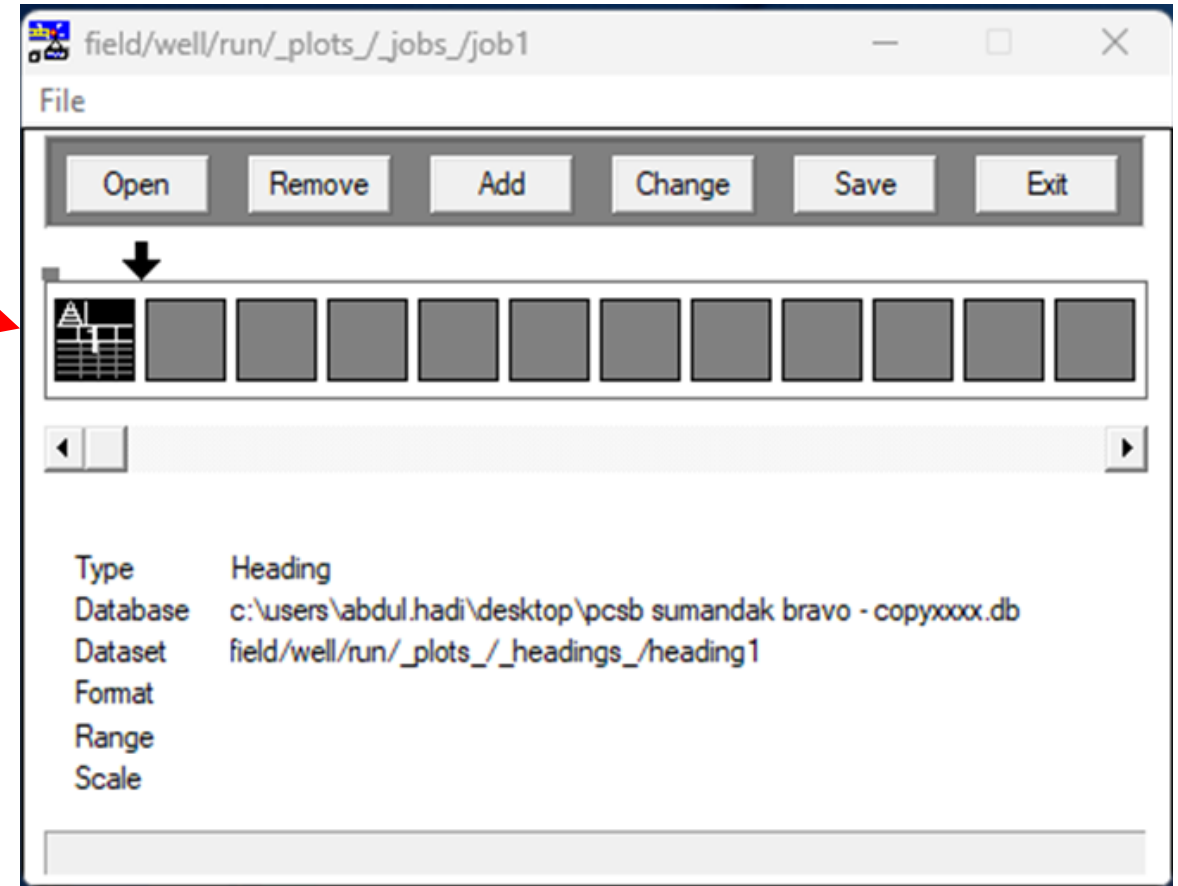 field/well/run/_plots_/_jobs_/job1
File
Open Remove Add Change Save Exit
1
Type Heading
Database c:\users\abdul.hadi\desktop\pcsb sumandak bravo - copyxxxx.db
Dataset field/well/run/_plots_/_headings_/heading1
Format
Range
Scale